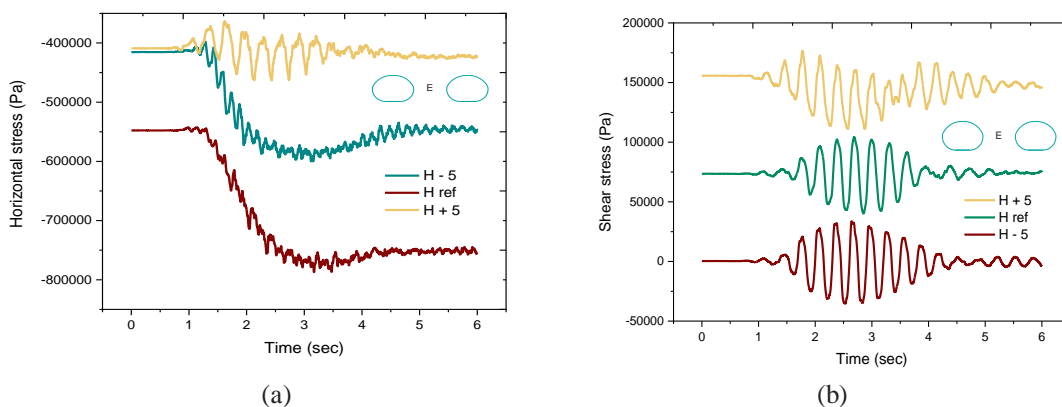 -400000
-500000
-600000
-700000
-800000
Horizontal stress (Pa)
E
H - 5
H ref
H + 5
0 1 2 3 4 5 6
Time (sec)
(a)
200000
150000
100000
50000
0
-50000
Shear stress (Pa)
E
H + 5
H ref
H - 5
0 1 2 3 4 5 6
Time (sec)
(b)